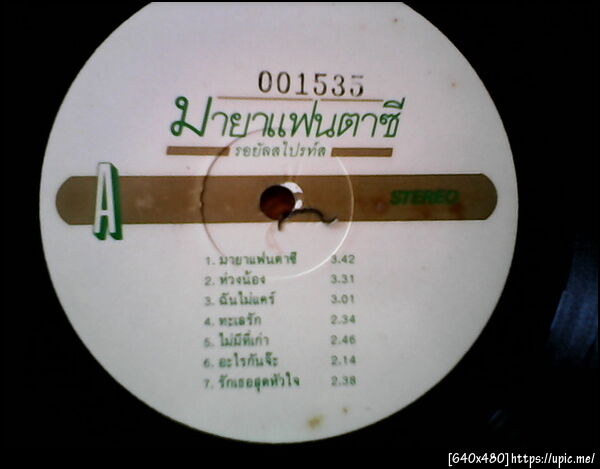 001535
มายาแฟนตาซี
รอยัลสไปรท์ส
A
STEREO
1. มายาแฟนตาซี 3.42
2. ห่วงน้อง 3.31
3. ฉันไม่แคร์ 3.01
4. ทะเลรัก 2.34
5. ไม่มีที่เก่า 2.46
6. อะไรกันจ๊ะ 2.14
7. รักเธอสุดหัวใจ 2.38
[640x480]https://upic.me/